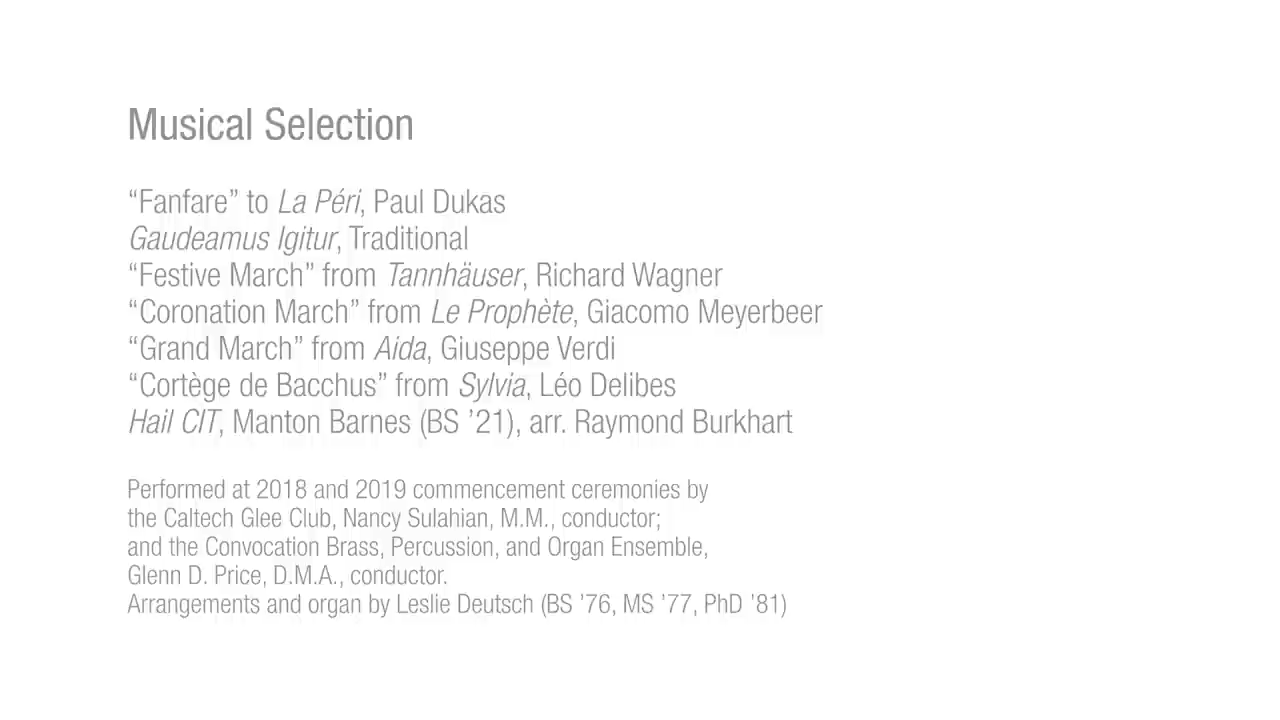 Musical Selection
“Fanfare” to La Péri, Paul Dukas
Gaudeamus Igitur, Traditional
“Festive March” from Tannhäuser, Richard Wagner
“Coronation March” from Le Prophète, Giacomo Meyerbeer
“Grand March” from Aida, Giuseppe Verdi
“Cortège de Bacchus” from Sylvia, Léo Delibes
Hail CIT, Manton Barnes (BS ’21), arr. Raymond Burkhart
Performed at 2018 and 2019 commencement ceremonies by
the Caltech Glee Club, Nancy Sulahian, M.M., conductor;
and the Convocation Brass, Percussion, and Organ Ensemble,
Glenn D. Price, D.M.A., conductor.
Arrangements and organ by Leslie Deutsch (BS ’76, MS ’77, PhD ’81)